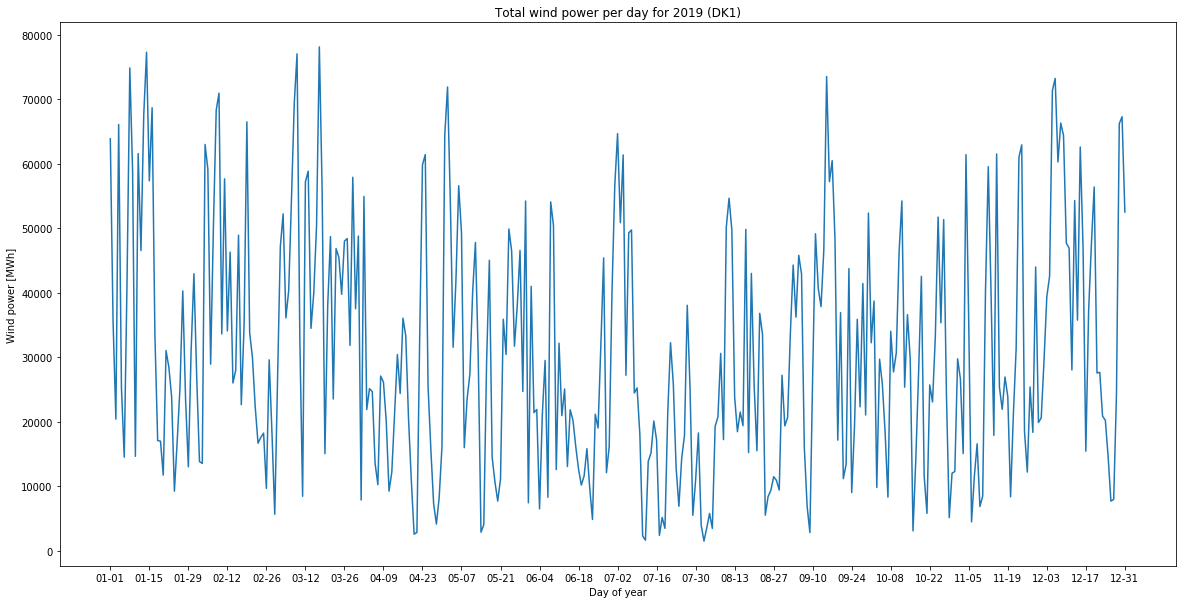 Total wind power per day for 2019 (DK1)
Wind power [MWh]
80000
70000
60000
50000
40000
30000
20000
10000
0
01-01 01-15 01-29 02-12 02-26 03-12 03-26 04-09 04-23 05-07 05-21 06-04 06-18 07-02 07-16 07-30 08-13 08-27 09-10 09-24 10-08 10-22 11-05 11-19 12-03 12-17 12-31
Day of year